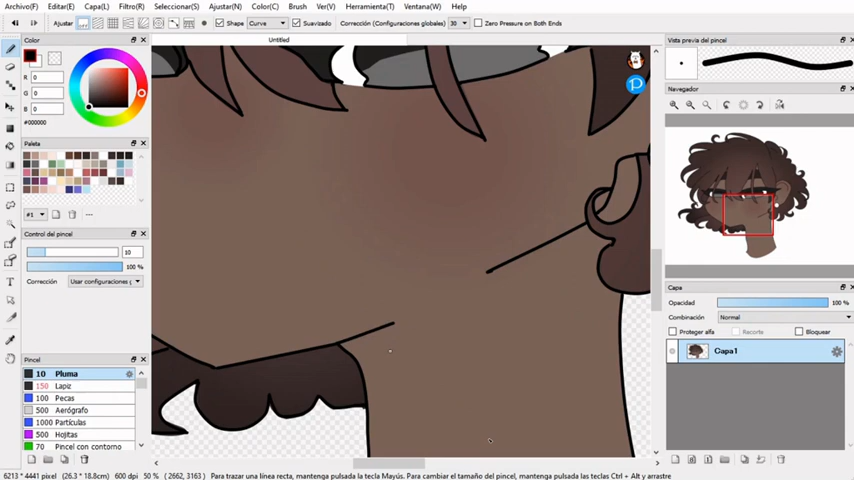 Archivo(Y) Editar(E) Capa(L) Filtro(R) Seleccionar(S) Ajustar(N) Color(C) Brush Ver(V) Herramienta(T) Ventana(W) Help
Ajustar Shape Curve Suavizado Corrección (Configuraciones globales) 30 Zero Pressure on Both Ends
Color
Untitled
Vista previa del pincel
R 0
G 0
B 0
#000000
Navegador
Paleta
#1 ---
Control del pincel
10
100 %
Corrección Usar configuraciones g
Capa
Opacidad 100 %
Combinación Normal
Proteger alfa Recorte Bloquear
Capa1
Pincel
10 Pluma
150 Lapiz
100 Pecas
500 Aerógrafo
1000 Partículas
500 Hojitas
70 Pincel con contorno
6213 * 4441 pixel (26.3 * 18.8cm) 600 dpi 50 % ( 2662, 3163) Para trazar una línea recta, mantenga pulsada la tecla Mayús. Para cambiar el tamaño del pincel, mantenga pulsadas las teclas Ctrl + Alt y arrastre